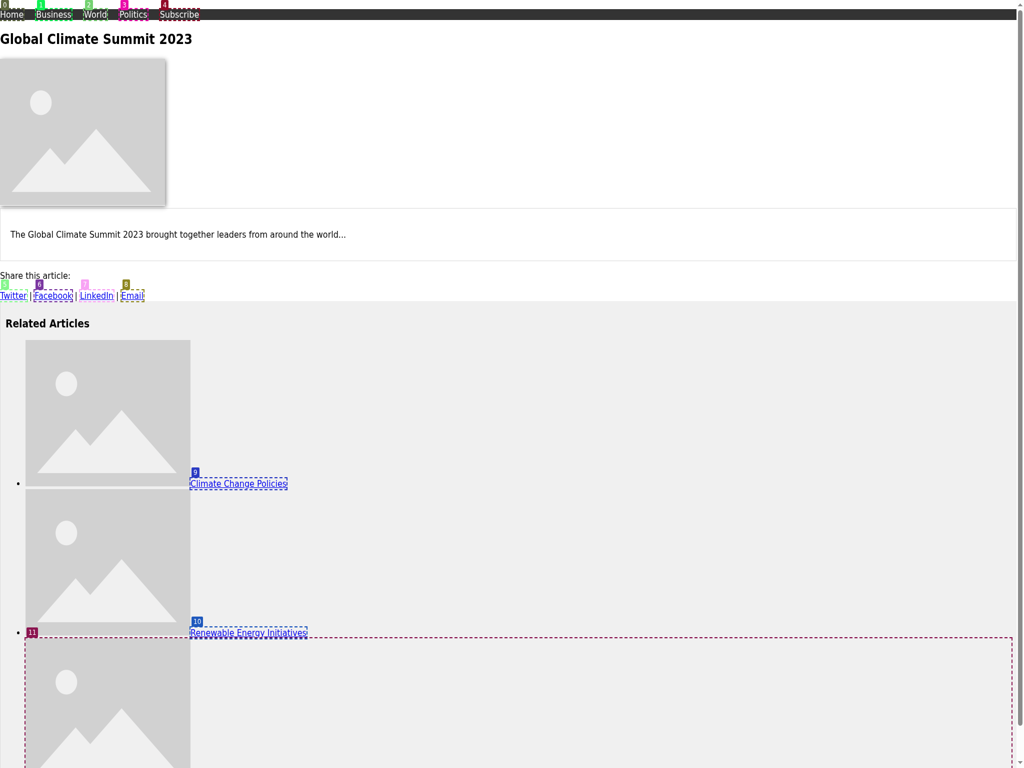 0 1 2 3 4
Home Business World Politics Subscribe
Global Climate Summit 2023
The Global Climate Summit 2023 brought together leaders from around the world...
Share this article:
5 6 7 8
Twitter | Facebook | LinkedIn | Email
Related Articles
9
Climate Change Policies
10
Renewable Energy Initiatives
11